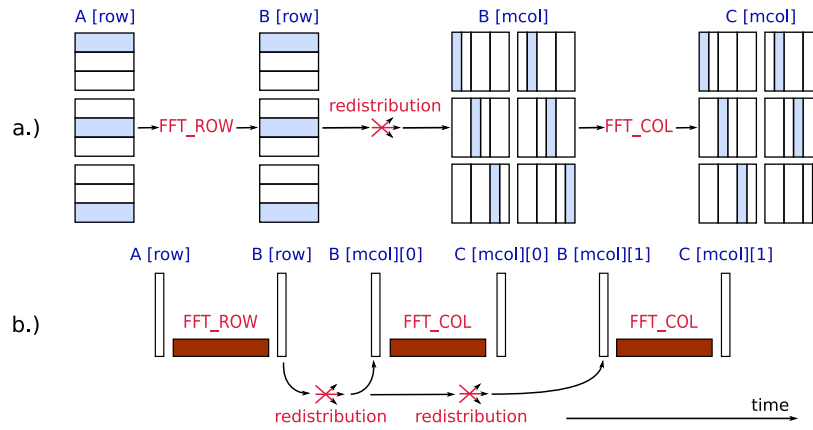 A [row]
B [row]
B [mcol]
C [mcol]
a.)
FFT_ROW
redistribution
FFT_COL
A [row]
B [row]
B [mcol][0]
C [mcol][0]
B [mcol][1]
C [mcol][1]
b.)
FFT_ROW
FFT_COL
FFT_COL
redistribution
redistribution
time